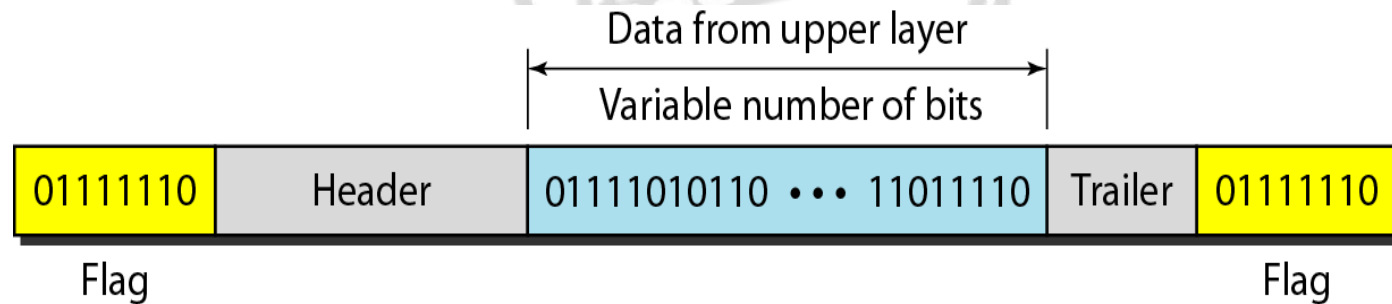 Data from upper layer
Variable number of bits
01111110 Header 01111010110 ••• 11011110 Trailer 01111110
Flag Flag